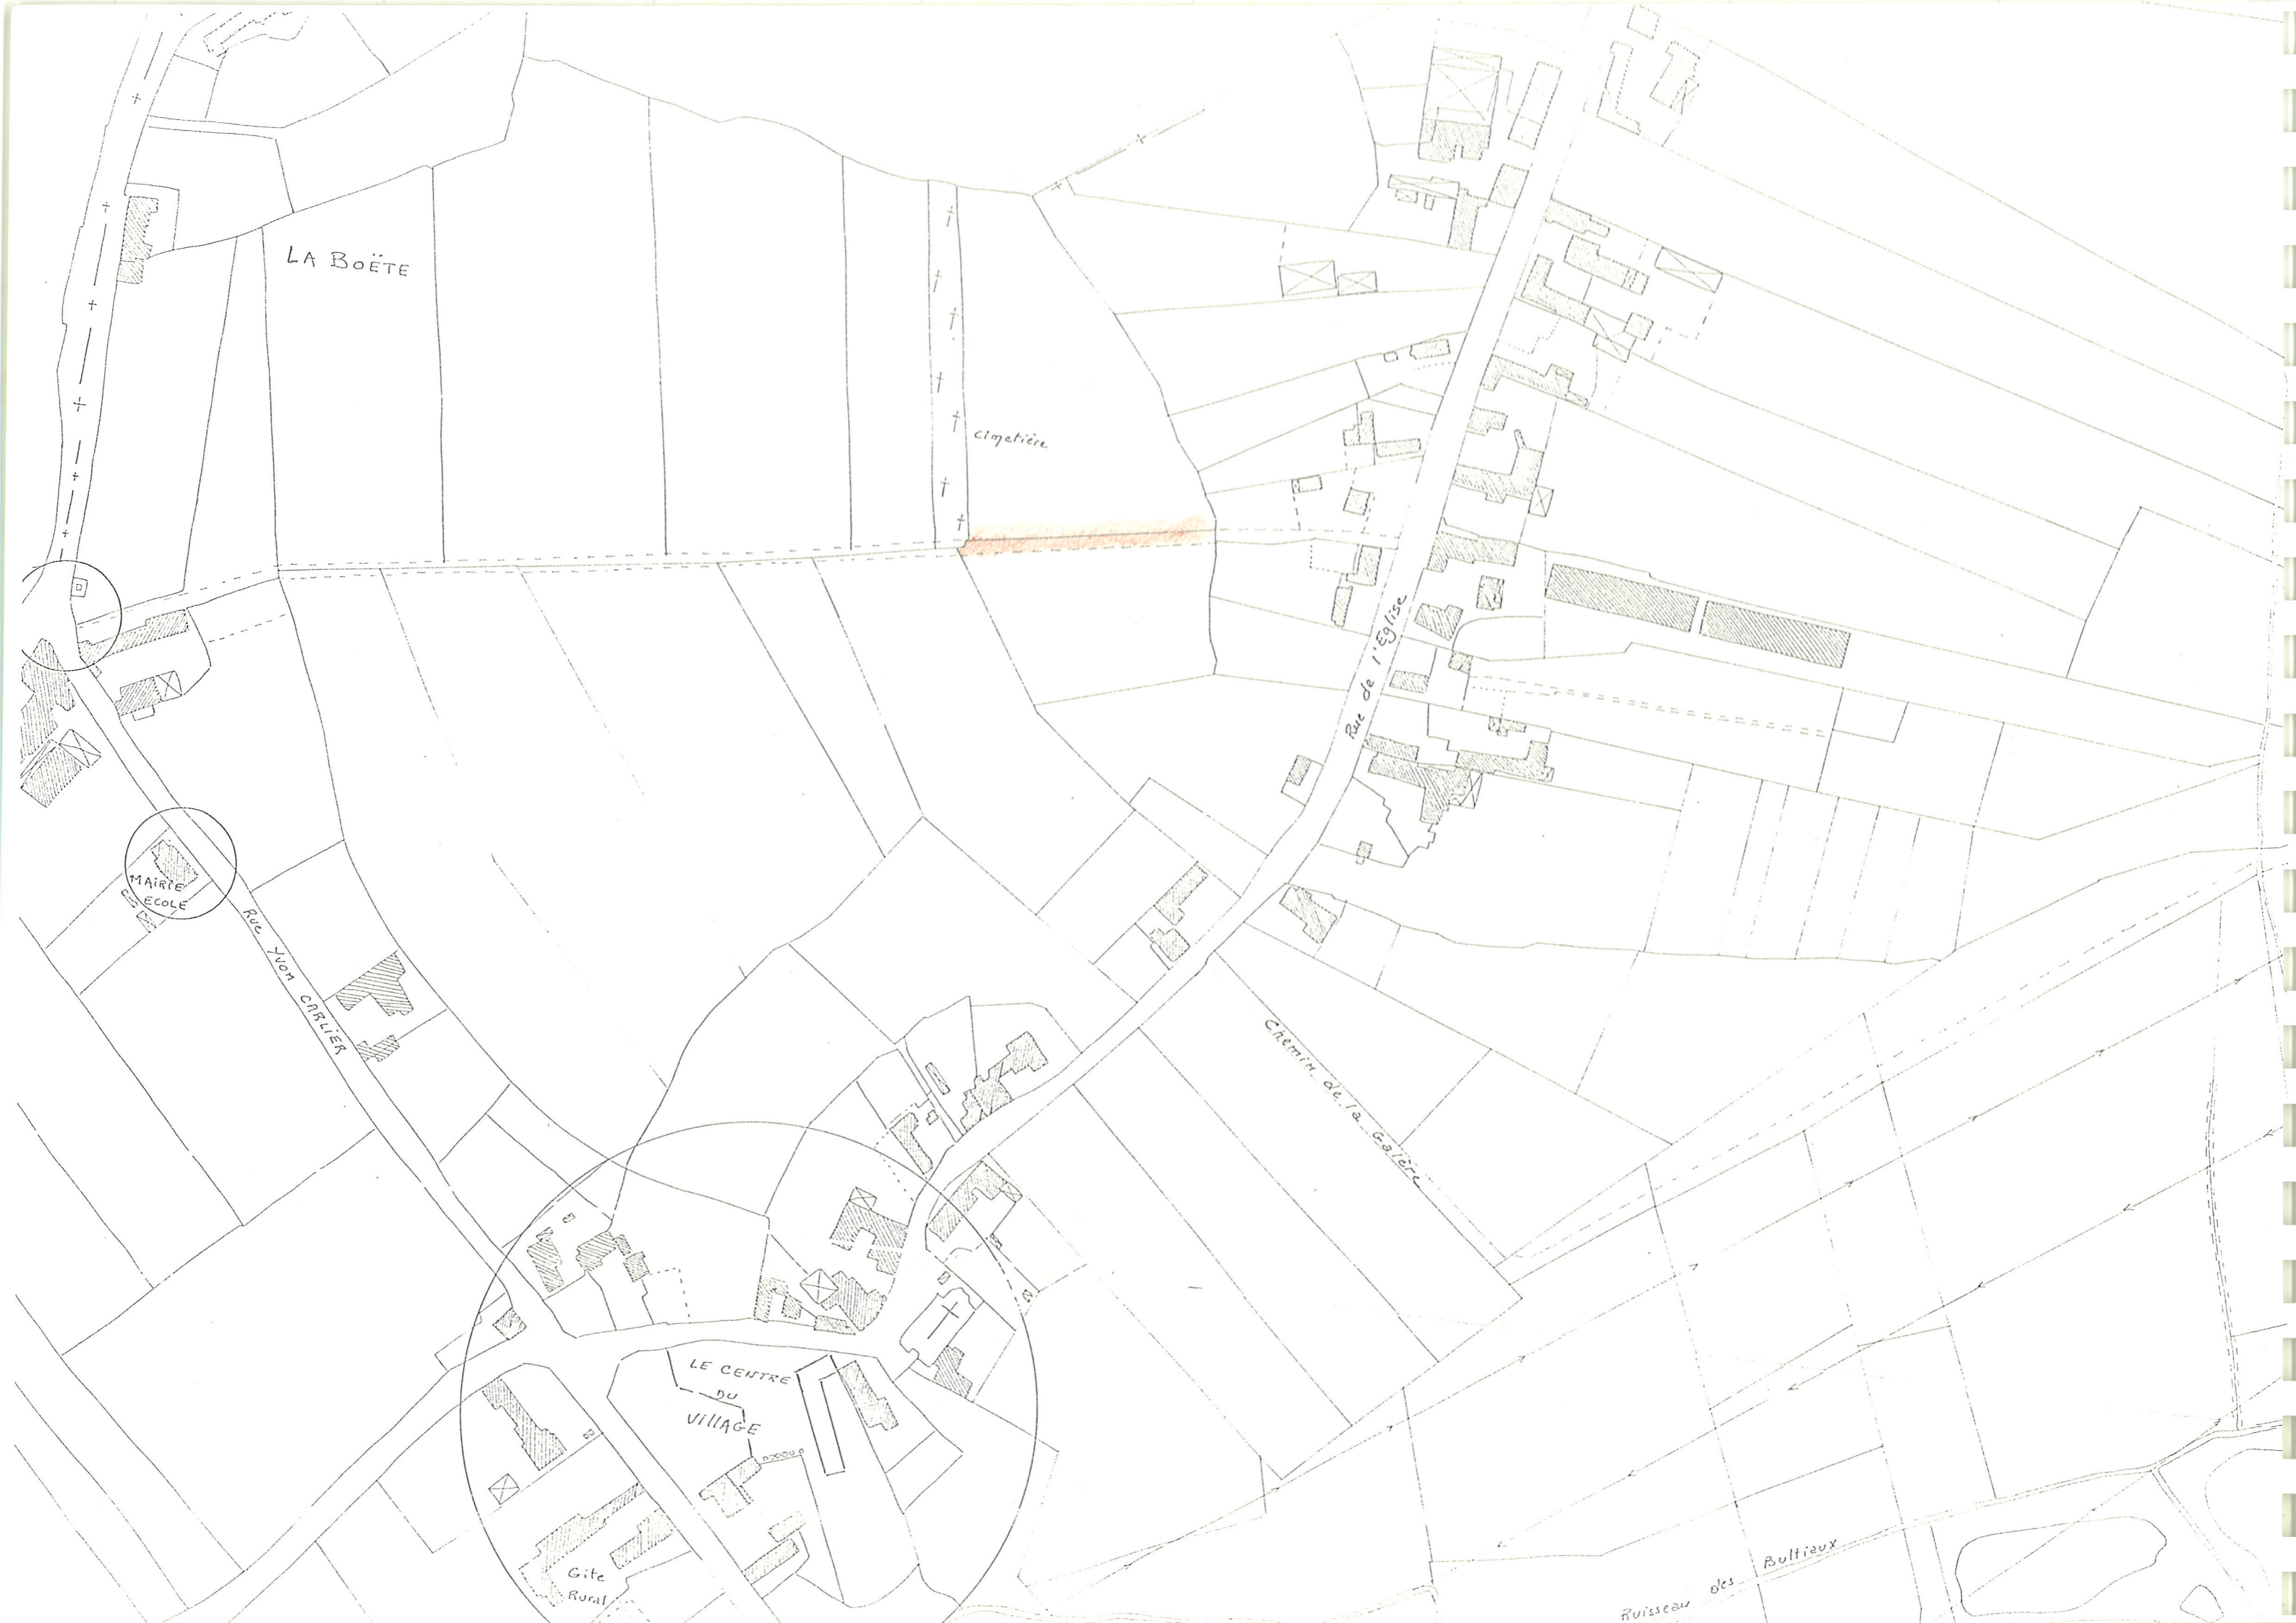 LA BOËTE
Cimetière
Rue de l'Eglise
MAIRIE
ECOLE
Rue YVON CARLIER
Chemin de la Galère
LE CENTRE
DU
VILLAGE
Gite
Rural
Ruisseau des Bultiaux